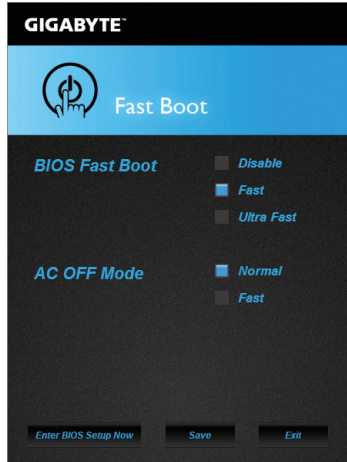 GIGABYTE™
Fast Boot
BIOS Fast Boot
Disable
Fast
Ultra Fast
AC OFF Mode
Normal
Fast
Enter BIOS Setup Now
Save
Exit